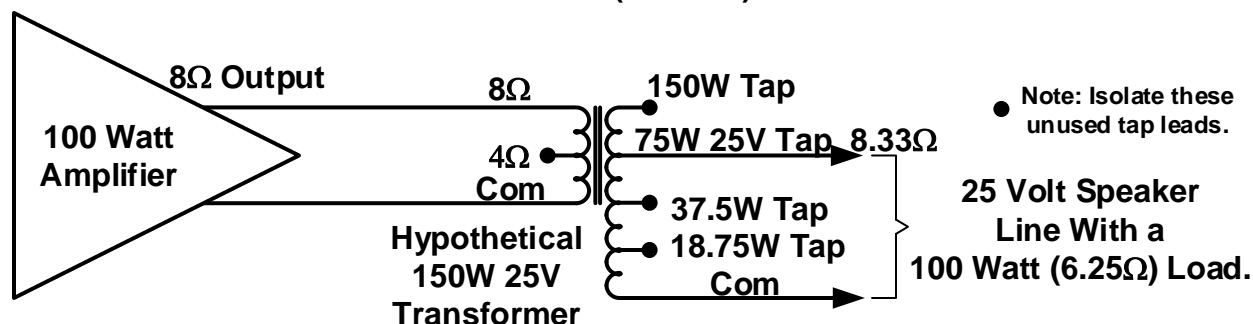 8Ω Output
100 Watt
Amplifier
8Ω
4Ω
Com
Hypothetical
150W 25V
Transformer
150W Tap
75W 25V Tap 8.33Ω
37.5W Tap
18.75W Tap
Com
Note: Isolate these
unused tap leads.
25 Volt Speaker
Line With a
100 Watt (6.25Ω) Load.